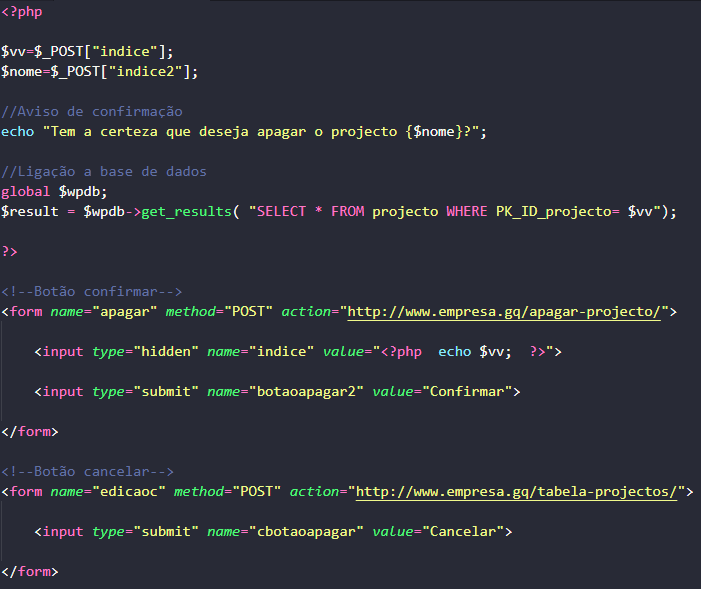 <?php
$vv=$_POST["indice"];
$nome=$_POST["indice2"];
//Aviso de confirmação
echo "Tem a certeza que deseja apagar o projecto {$nome}?";
//Ligação a base de dados
global $wpdb;
$result = $wpdb->get_results( "SELECT * FROM projecto WHERE PK_ID_projecto= $vv");
?>
<!--Botão confirmar-->
<form name="apagar" method="POST" action="http://www.empresa.gq/apagar-projecto/">
<input type="hidden" name="indice" value="<?php  echo $vv;  ?>">
<input type="submit" name="botaoapagar2" value="Confirmar">
</form>
<!--Botão cancelar-->
<form name="edicaoc" method="POST" action="http://www.empresa.gq/tabela-projectos/">
<input type="submit" name="cbotaoapagar" value="Cancelar">
</form>